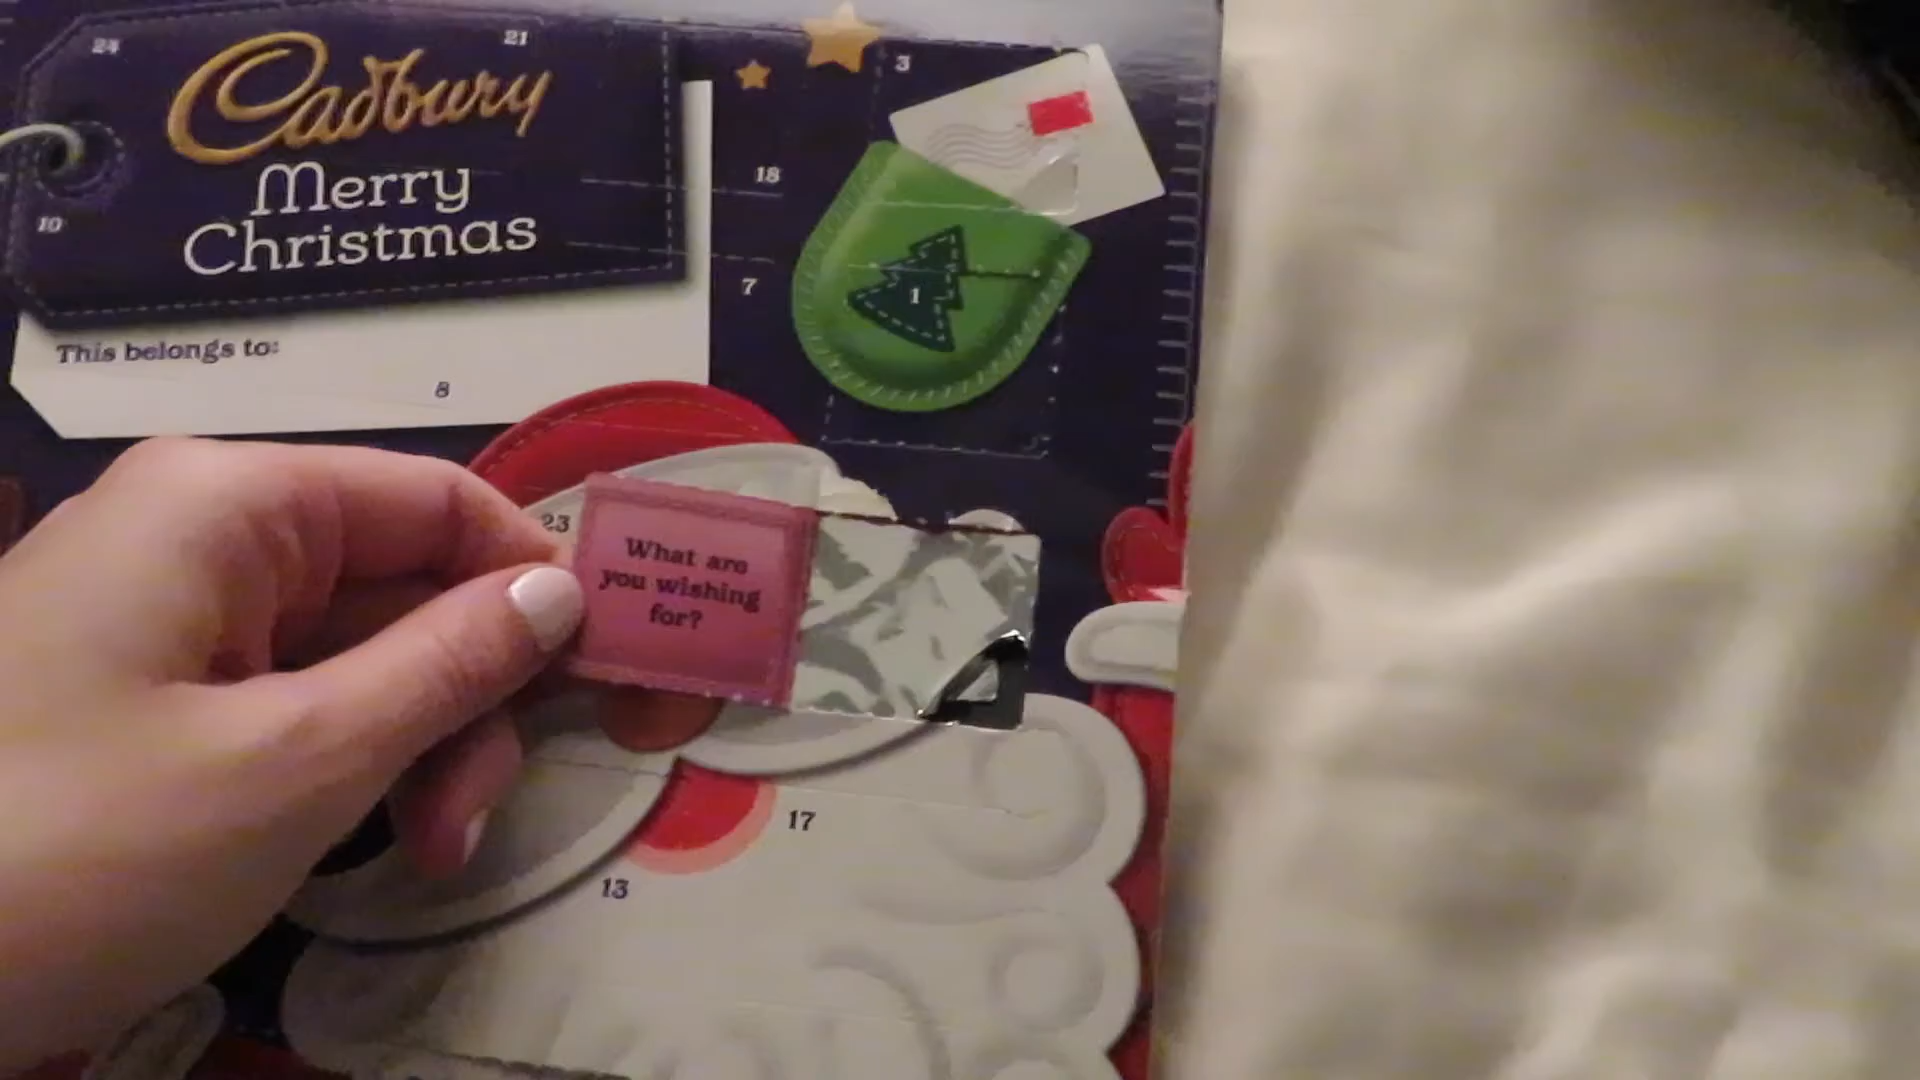 24
21
Cadbury
Merry
Christmas
10
This belongs to:
8
3
18
7
1
23
What are
you wishing
for?
17
13